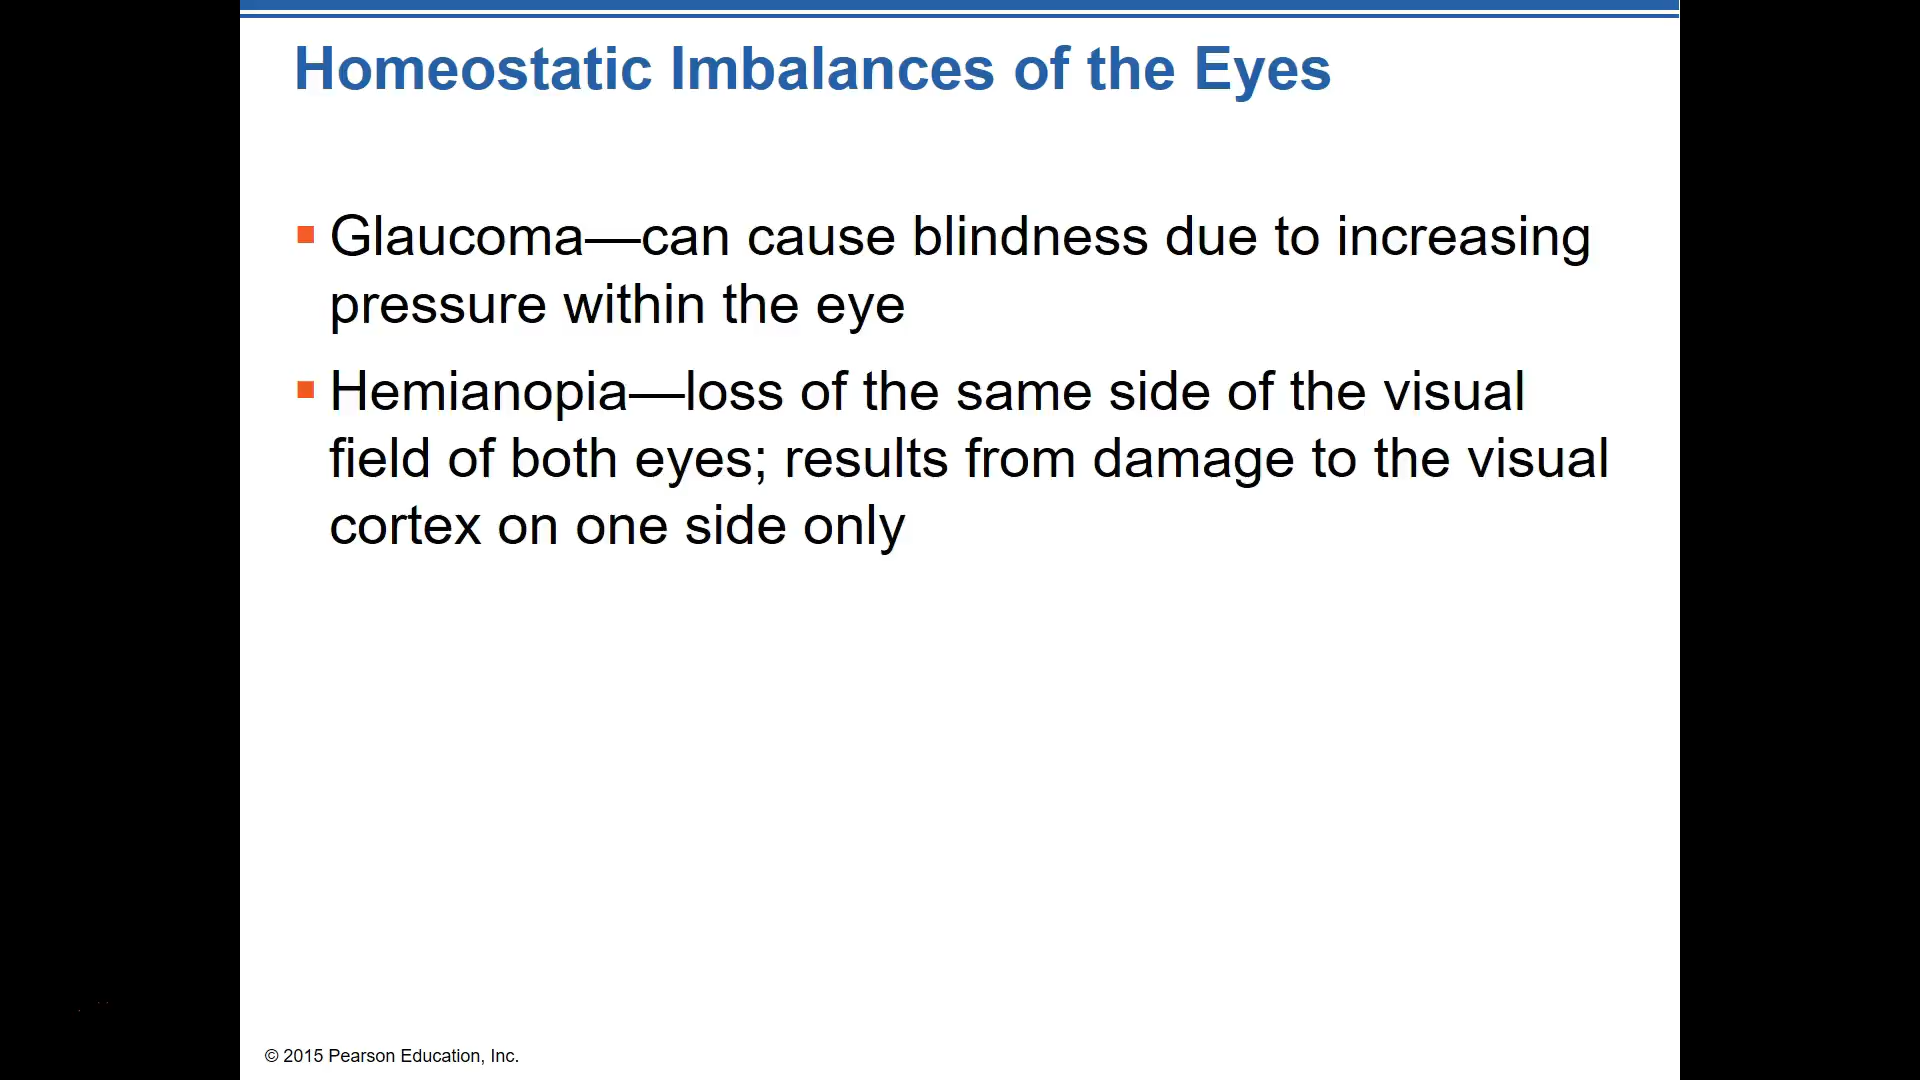 Homeostatic Imbalances of the Eyes
Glaucoma—can cause blindness due to increasing
pressure within the eye
Hemianopia—loss of the same side of the visual
field of both eyes; results from damage to the visual
cortex on one side only
© 2015 Pearson Education, Inc.